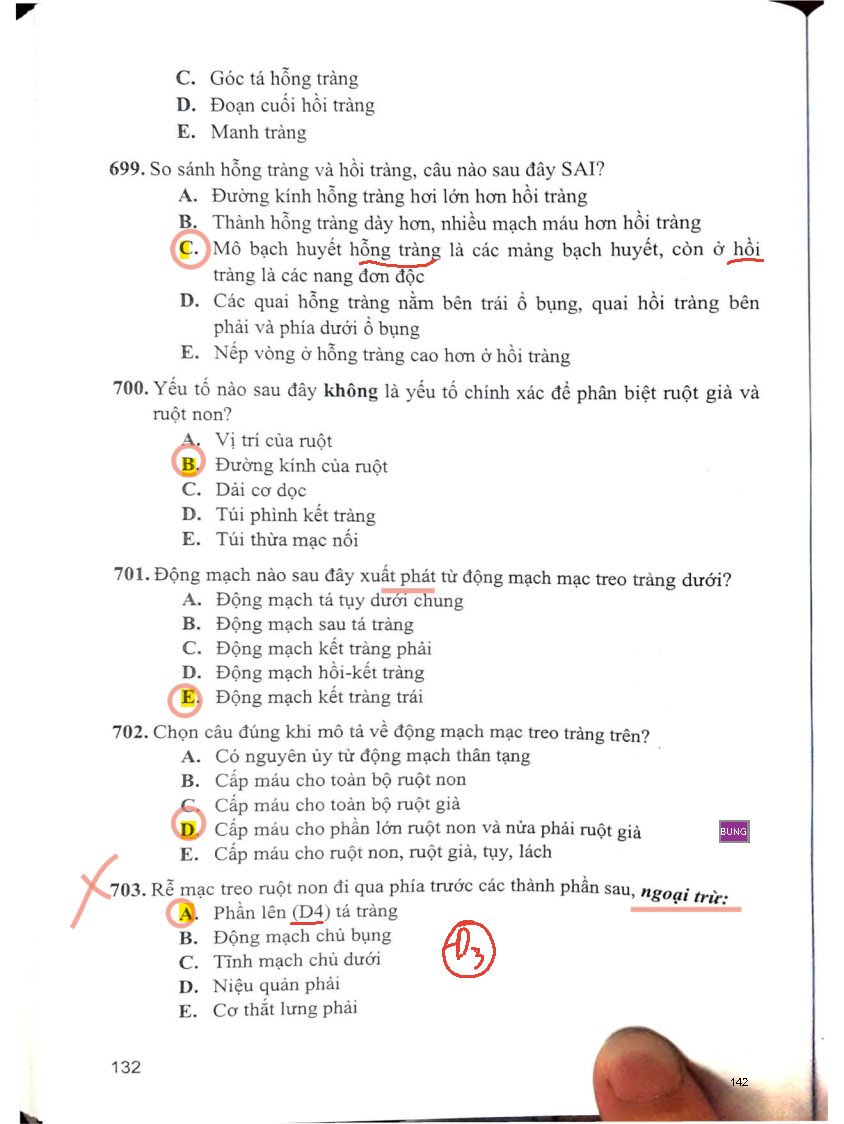 C. Góc tá hỗng tràng
D. Đoạn cuối hồi tràng
E. Manh tràng
699. So sánh hỗng tràng và hồi tràng, câu nào sau đây SAI?
A. Đường kính hỗng tràng hơi lớn hơn hồi tràng
B. Thành hỗng tràng dày hơn, nhiều mạch máu hơn hồi tràng
C. Mô bạch huyết hỗng tràng là các mảng bạch huyết, còn ở hồi
tràng là các nang đơn độc
D. Các quai hỗng tràng nằm bên trái ổ bụng, quai hồi tràng bên
phải và phía dưới ổ bụng
E. Nếp vòng ở hỗng tràng cao hơn ở hồi tràng
700. Yếu tố nào sau đây không là yếu tố chính xác để phân biệt ruột già và
ruột non?
A. Vị trí của ruột
B. Đường kính của ruột
C. Dải cơ dọc
D. Túi phình kết tràng
E. Túi thừa mạc nối
701. Động mạch nào sau đây xuất phát từ động mạch mạc treo tràng dưới?
A. Động mạch tá tụy dưới chung
B. Động mạch sau tá tràng
C. Động mạch kết tràng phải
D. Động mạch hồi-kết tràng
E. Động mạch kết tràng trái
702. Chọn câu đúng khi mô tả về động mạch mạc treo tràng trên?
A. Có nguyên ủy từ động mạch thân tạng
B. Cấp máu cho toàn bộ ruột non
C. Cấp máu cho toàn bộ ruột già
D. Cấp máu cho phần lớn ruột non và nửa phải ruột già
BUNG
E. Cấp máu cho ruột non, ruột già, tụy, lách
703. Rễ mạc treo ruột non đi qua phía trước các thành phần sau, ngoại trừ:
A. Phần lên (D4) tá tràng
B. Động mạch chủ bụng
D3
C. Tĩnh mạch chủ dưới
D. Niệu quản phải
E. Cơ thắt lưng phải
132
142